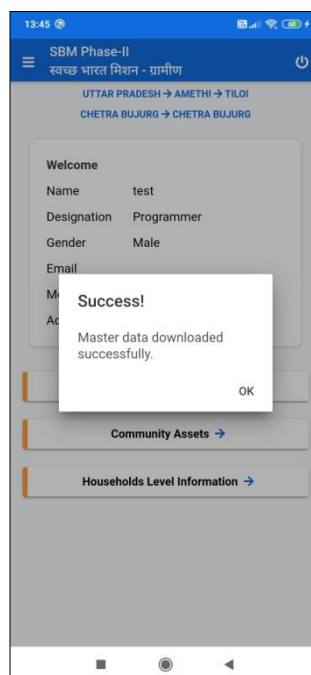 13:45
60
SBM Phase-II
स्वच्छ भारत मिशन - ग्रामीण
UTTAR PRADESH → AMETHI → TILOI
CHETRA BUJURG → CHETRA BUJURG
Welcome
Name test
Designation Programmer
Gender Male
Email
Success!
Master data downloaded
successfully.
OK
Community Assets →
Households Level Information →